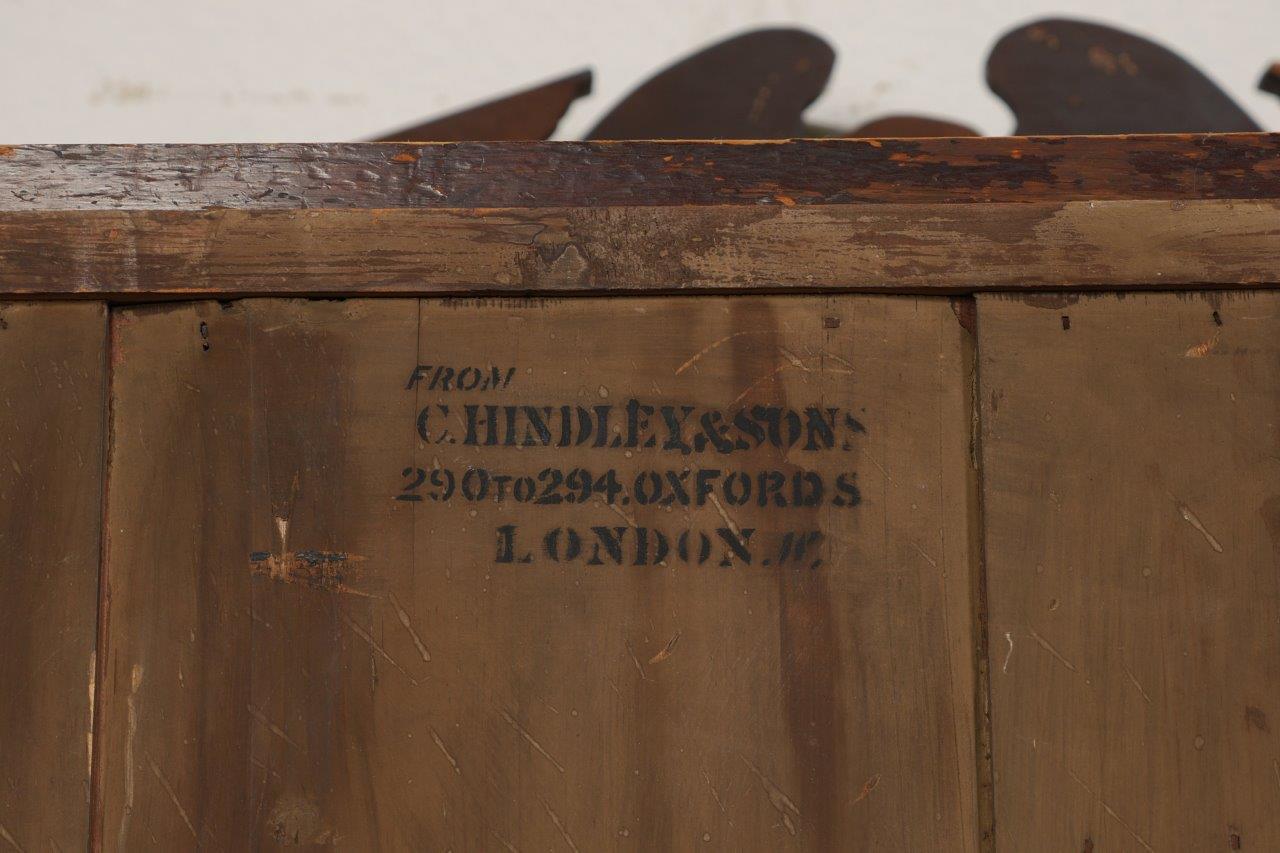 FROM
C. HINDLEY & SONS
290 TO 294. OXFORD S
LONDON. W.